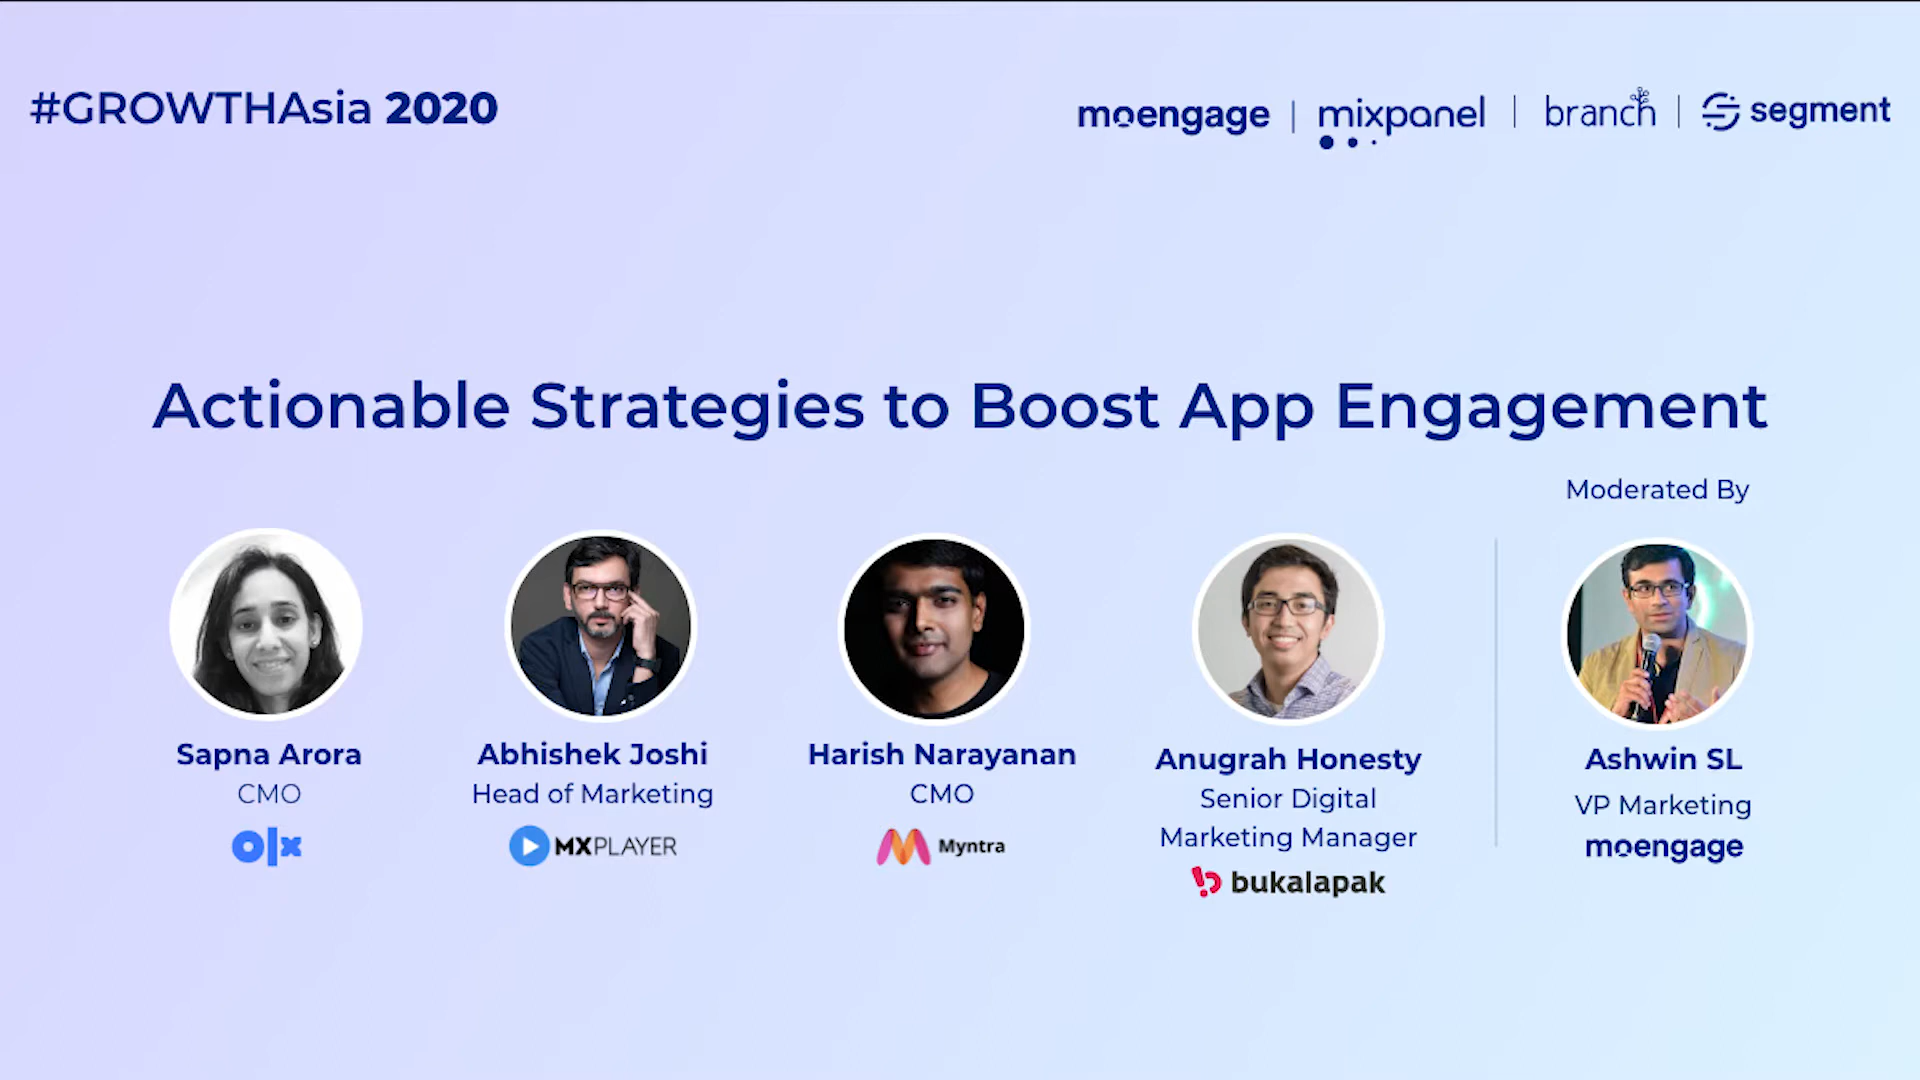 #GROWTHAsia 2020
moengage | mixpanel | branch | segment
Actionable Strategies to Boost App Engagement
Moderated By
Sapna Arora
CMO
olx
Abhishek Joshi
Head of Marketing
MXPLAYER
Harish Narayanan
CMO
Myntra
Anugrah Honesty
Senior Digital
Marketing Manager
bukalapak
Ashwin SL
VP Marketing
moengage